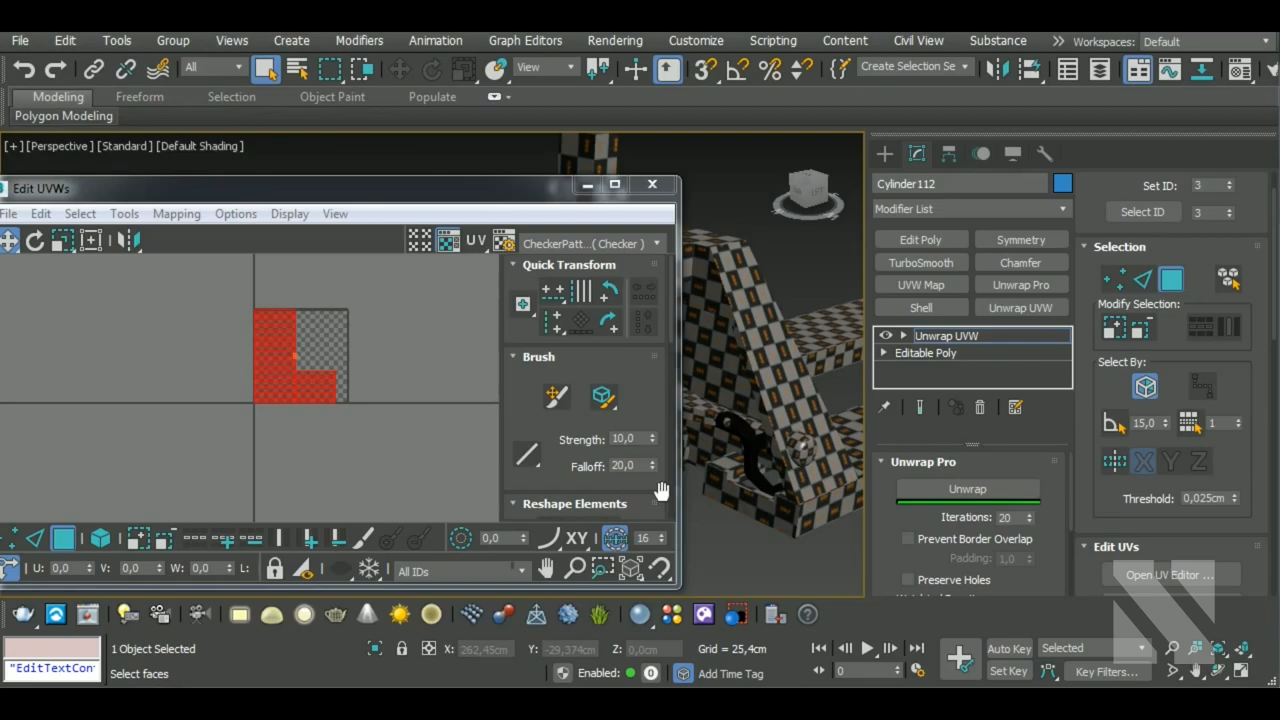 File Edit Tools Group Views Create Modifiers Animation Graph Editors Rendering Customize Scripting Content Civil View Substance Workspaces: Default
All View Create Selection Se
Modeling Freeform Selection Object Paint Populate
Polygon Modeling
[+] [Perspective] [Standard] [Default Shading]
Edit UVWs
File Edit Select Tools Mapping Options Display View
UV CheckerPatt...( Checker )
Quick Transform
Brush
Strength: 10,0
Falloff: 20,0
Reshape Elements
0,0 XY 16
U: 0,0 V: 0,0 W: 0,0 L: All IDs
Cylinder112
Modifier List
Edit Poly Symmetry
TurboSmooth Chamfer
UVW Map Unwrap Pro
Shell Unwrap UVW
Unwrap UVW
Editable Poly
Unwrap Pro
Unwrap
Iterations: 20
Prevent Border Overlap
Padding: 1,0
Preserve Holes
Set ID: 3
Select ID 3
Selection
Modify Selection:
Select By:
15,0 1
X Y Z
Threshold: 0,025cm
Edit UVs
Open UV Editor ...
"EditTextCon
1 Object Selected
Select faces
X: 262,45cm Y: -29,374cm Z: 0,0cm Grid = 25,4cm
Enabled: 0 Add Time Tag
0
Auto Key Selected
Set Key Key Filters...